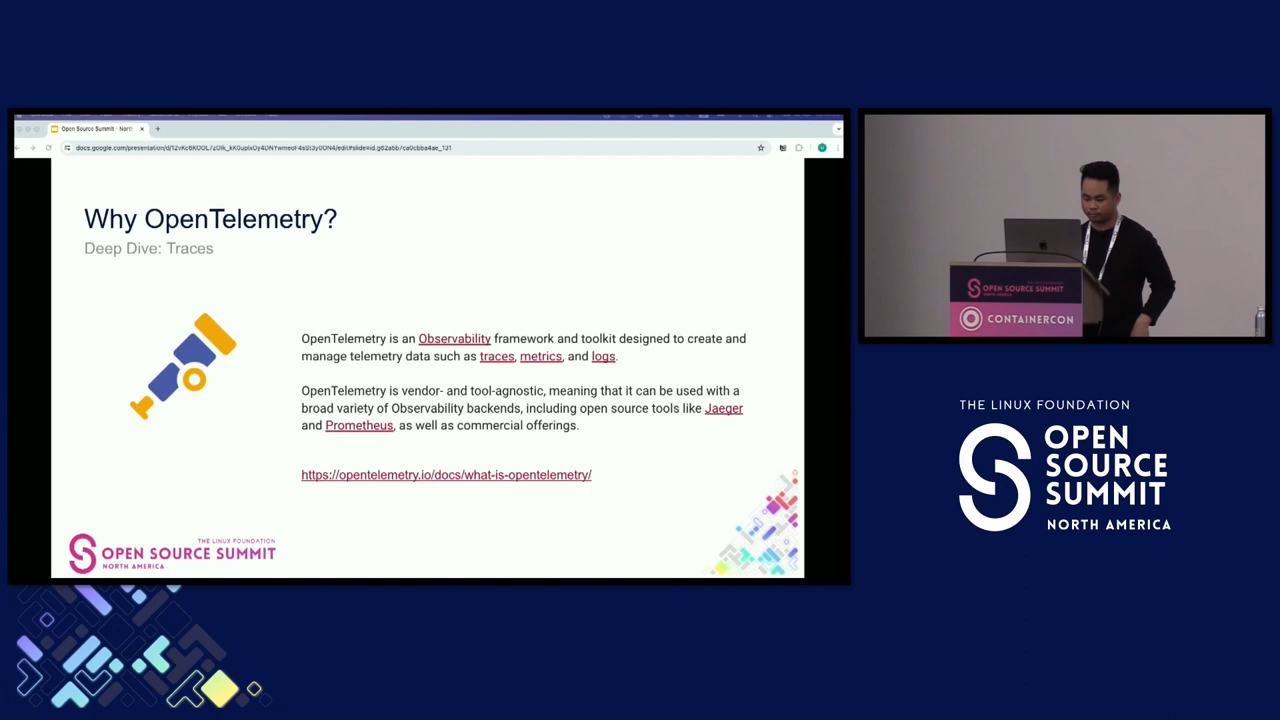 Open Source Summit - North
Why OpenTelemetry?
Deep Dive: Traces
OpenTelemetry is an Observability framework and toolkit designed to create and
manage telemetry data such as traces, metrics, and logs.
OpenTelemetry is vendor- and tool-agnostic, meaning that it can be used with a
broad variety of Observability backends, including open source tools like Jaeger
and Prometheus, as well as commercial offerings.
https://opentelemetry.io/docs/what-is-opentelemetry/
THE LINUX FOUNDATION
OPEN SOURCE SUMMIT
NORTH AMERICA
OPEN SOURCE SUMMIT
CONTAINERCON
THE LINUX FOUNDATION
OPEN
SOURCE
SUMMIT
NORTH AMERICA